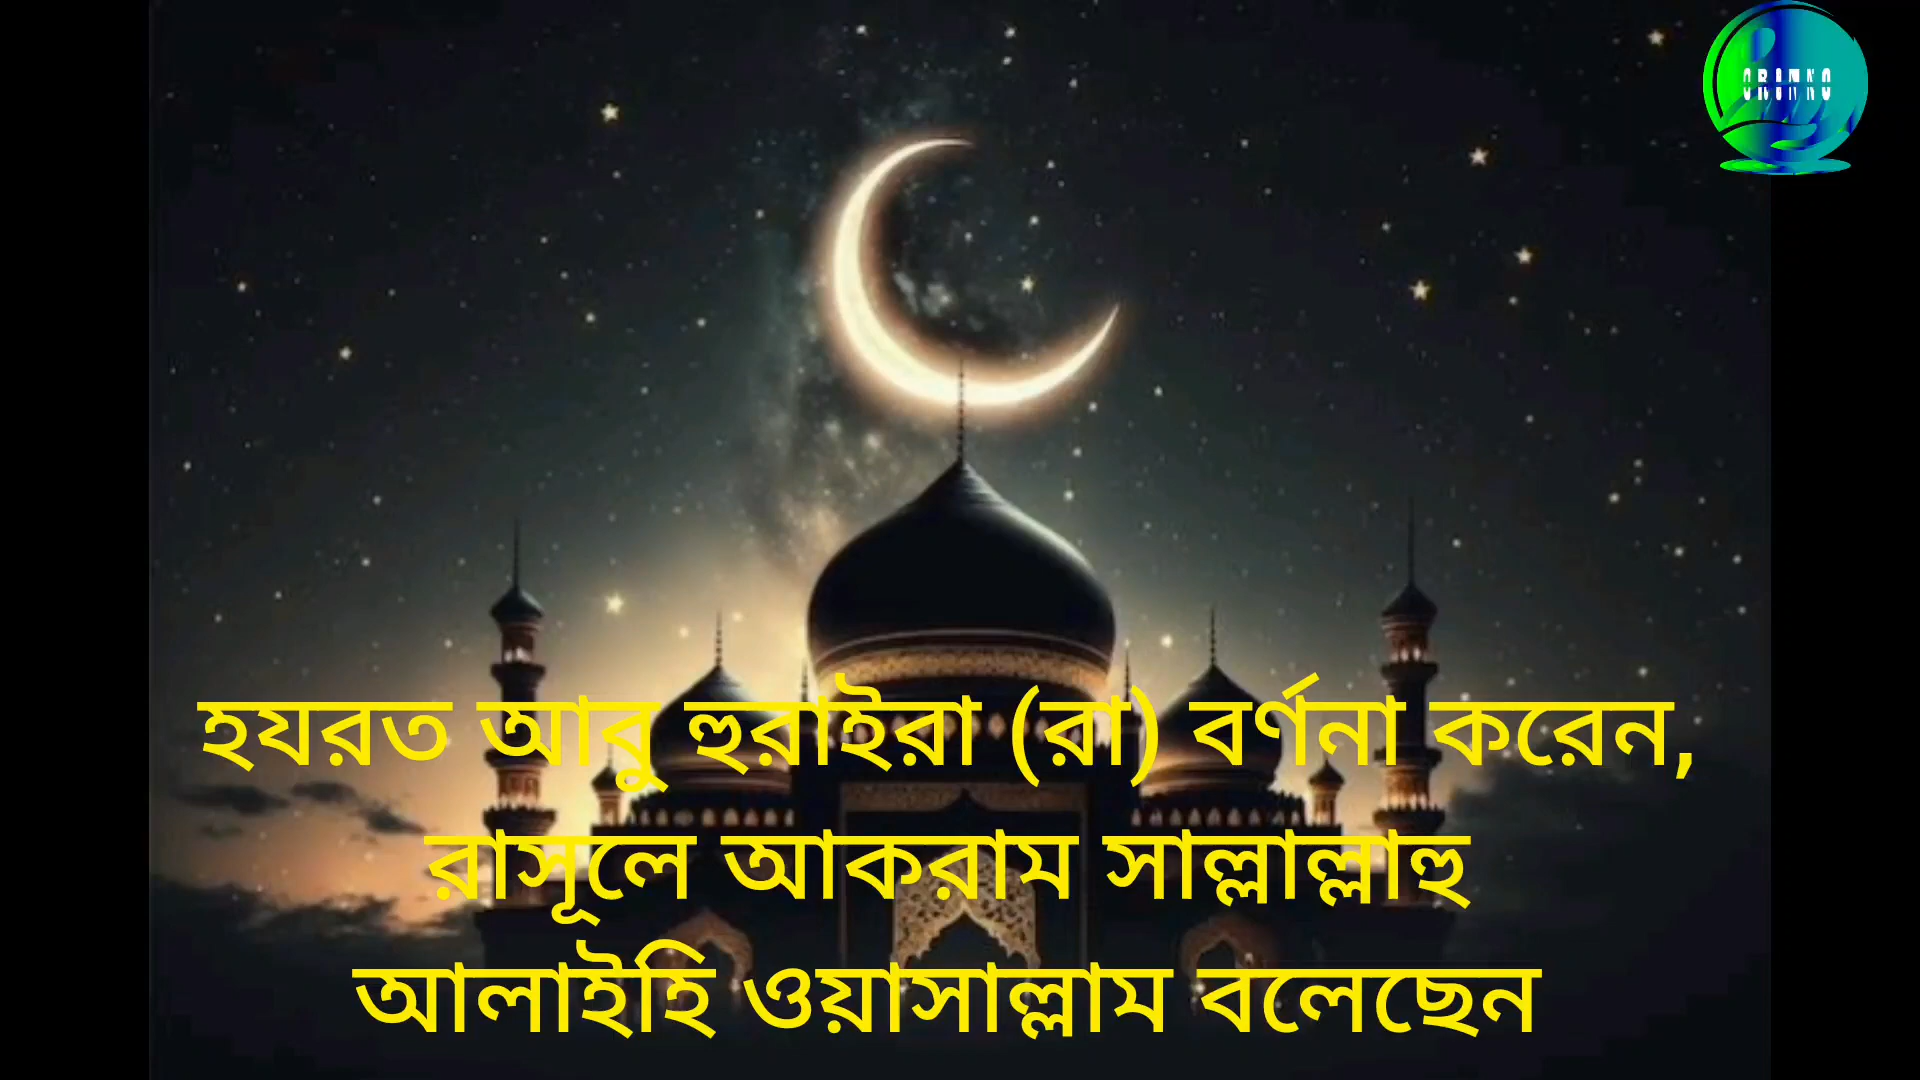 হযরত আবু হুরাইরা (রা) বর্ণনা করেন,
রাসূলে আকরাম সাল্লাল্লাহু
আলাইহি ওয়াসাল্লাম বলেছেন